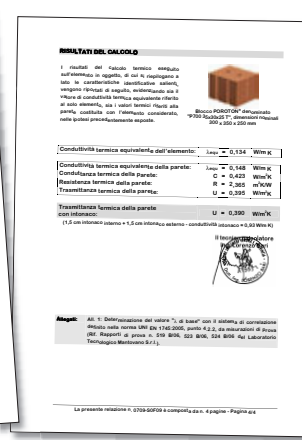 RISULTATI DEL CALCOLO
I risultati del calcolo termico eseguito
sull'elemento in oggetto, di cui si riepilogano a
lato le caratteristiche identificative salienti,
vengono riportati di seguito, evidenziando sia il
valore di conduttività termica equivalente riferito
al solo elemento, sia i valori termici riferiti alla
parete costituita con l'elemento considerato,
nelle ipotesi precedentemente esposte.
Blocco POROTON® denominato
"P700 35x30x25 T", dimensioni nominali
300 x 350 x 250 mm
Conduttività termica equivalente dell'elemento: λequ = 0,134 W/m K
Conduttività termica equivalente della parete: λequ = 0,148 W/m K
Conduttanza termica della parete: C = 0,423 W/m²K
Resistenza termica della parete: R = 2,365 m²K/W
Trasmittanza termica della parete: U = 0,395 W/m²K
Trasmittanza termica della parete
con intonaco: U = 0,390 W/m²K
(1,5 cm intonaco interno + 1,5 cm intonaco esterno - conduttività intonaco = 0,93 W/m K)
Il tecnico calcolatore
Ing. Lorenzo Bari
Allegati: All. 1: Determinazione del valore "λ di base" con il sistema di correlazione
definito nella norma UNI EN 1745:2005, punto 4.2.2, da misurazioni di prova
(Rif. Rapporti di prova n. 519 B/06, 523 B/06, 524 B/06 del Laboratorio
Tecnologico Mantovano S.r.l.).
La presente relazione n. 0709-S0F09 è composta da n. 4 pagine - Pagina 4/4